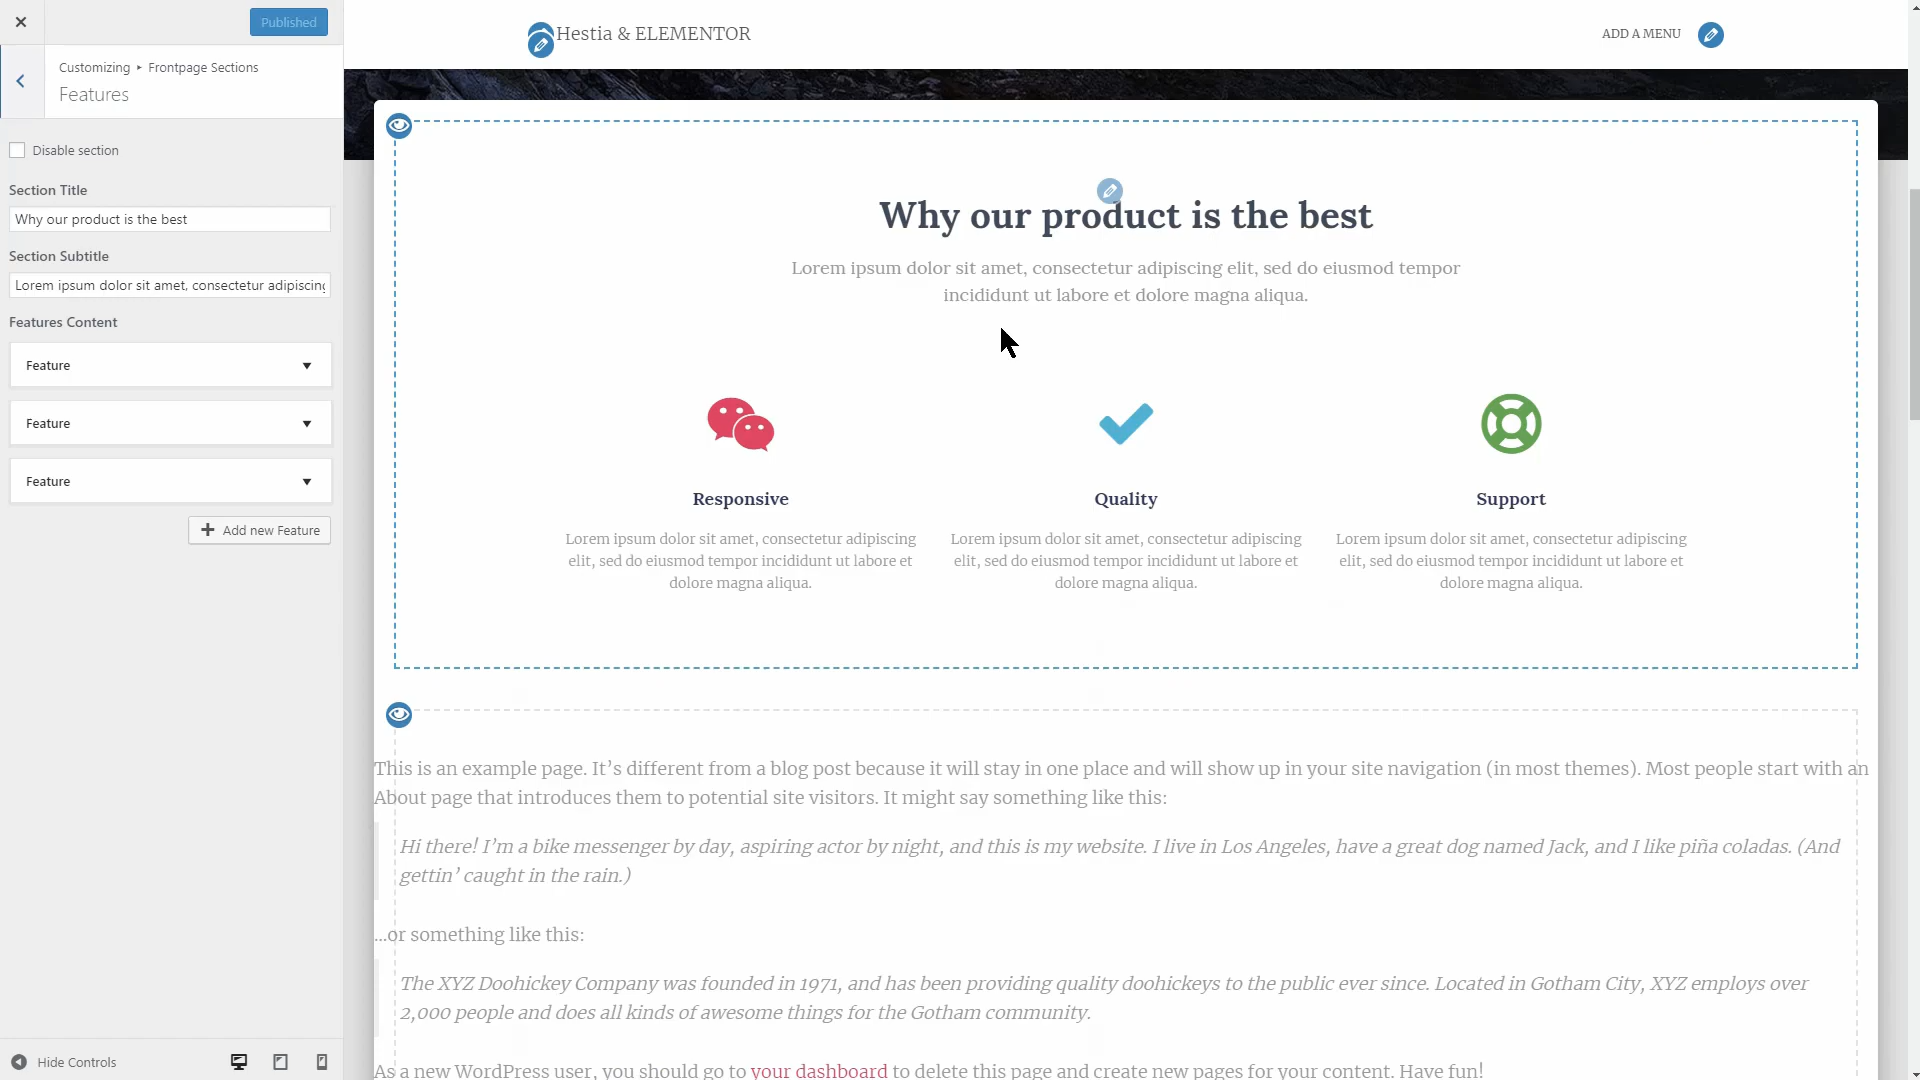 Published
Customizing ▸ Frontpage Sections
Features
Disable section
Section Title
Why our product is the best
Section Subtitle
Lorem ipsum dolor sit amet, consectetur adipiscing
Features Content
Feature
Feature
Feature
Add new Feature
Hide Controls
Hestia & ELEMENTOR
ADD A MENU
Why our product is the best
Lorem ipsum dolor sit amet, consectetur adipiscing elit, sed do eiusmod tempor
incididunt ut labore et dolore magna aliqua.
Responsive
Lorem ipsum dolor sit amet, consectetur adipiscing
elit, sed do eiusmod tempor incididunt ut labore et
dolore magna aliqua.
Quality
Lorem ipsum dolor sit amet, consectetur adipiscing
elit, sed do eiusmod tempor incididunt ut labore et
dolore magna aliqua.
Support
Lorem ipsum dolor sit amet, consectetur adipiscing
elit, sed do eiusmod tempor incididunt ut labore et
dolore magna aliqua.
This is an example page. It’s different from a blog post because it will stay in one place and will show up in your site navigation (in most themes). Most people start with an
About page that introduces them to potential site visitors. It might say something like this:
Hi there! I’m a bike messenger by day, aspiring actor by night, and this is my website. I live in Los Angeles, have a great dog named Jack, and I like piña coladas. (And
gettin’ caught in the rain.)
...or something like this:
The XYZ Doohickey Company was founded in 1971, and has been providing quality doohickeys to the public ever since. Located in Gotham City, XYZ employs over
2,000 people and does all kinds of awesome things for the Gotham community.
As a new WordPress user, you should go to your dashboard to delete this page and create new pages for your content. Have fun!